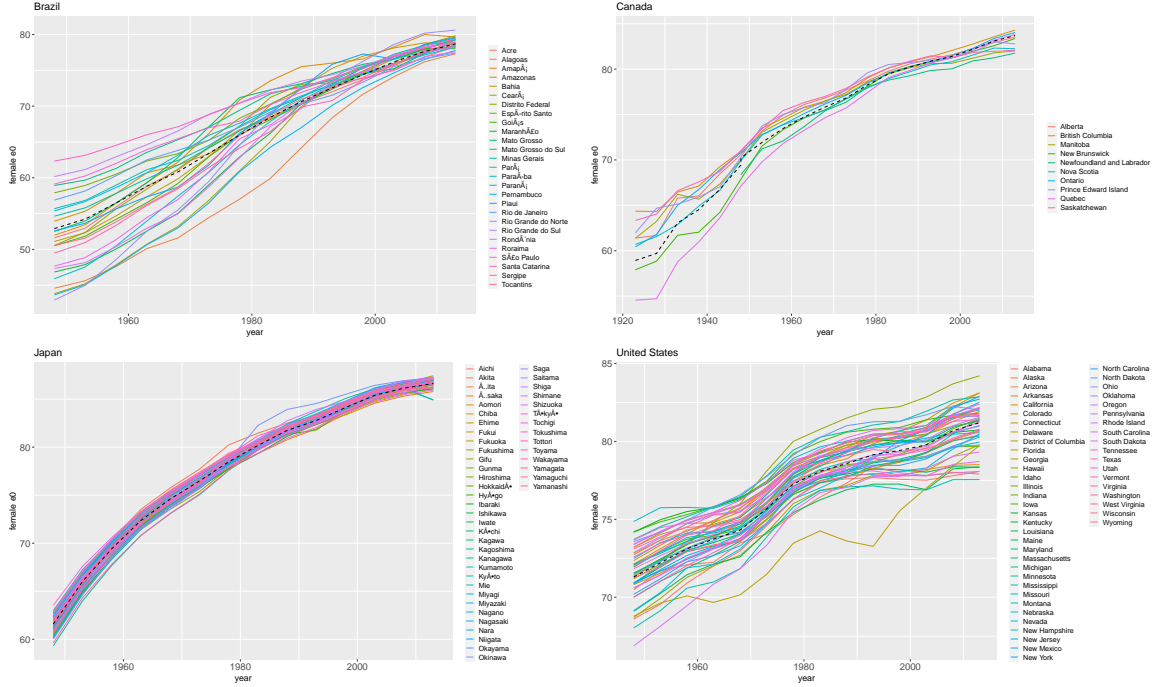 Brazil
80
70
60
50
1960
1980
2000
female e0
year
Acre
Alagoas
AmapÃ¡
Amazonas
Bahia
CearÃ¡
Distrito Federal
EspÃ­rito Santo
GoiÃ¡s
MaranhÃ£o
Mato Grosso
Mato Grosso do Sul
Minas Gerais
ParÃ¡
ParaÃ­ba
ParanÃ¡
Pernambuco
Piaui
Rio de Janeiro
Rio Grande do Norte
Rio Grande do Sul
RondÃ´nia
Roraima
SÃ£o Paulo
Santa Catarina
Sergipe
Tocantins
Canada
80
70
60
1920
1940
1960
1980
2000
female e0
year
Alberta
British Columbia
Manitoba
New Brunswick
Newfoundland and Labrador
Nova Scotia
Ontario
Prince Edward Island
Quebec
Saskatchewan
Japan
80
70
60
1960
1980
2000
female e0
year
Aichi
Akita
Å..ita
Å..saka
Aomori
Chiba
Ehime
Fukui
Fukuoka
Fukushima
Gifu
Gunma
Hiroshima
HokkaidÅ•
HyÅ•go
Ibaraki
Ishikawa
Iwate
KÅ•chi
Kagawa
Kagoshima
Kanagawa
Kumamoto
KyÅ•to
Mie
Miyagi
Miyazaki
Nagano
Nagasaki
Nara
Niigata
Okayama
Okinawa
Saga
Saitama
Shiga
Shimane
Shizuoka
TÅ•kyÅ•
Tochigi
Tokushima
Tottori
Toyama
Wakayama
Yamagata
Yamaguchi
Yamanashi
United States
85
80
75
70
1960
1980
2000
female e0
year
Alabama
Alaska
Arizona
Arkansas
California
Colorado
Connecticut
Delaware
District of Columbia
Florida
Georgia
Hawaii
Idaho
Illinois
Indiana
Iowa
Kansas
Kentucky
Louisiana
Maine
Maryland
Massachusetts
Michigan
Minnesota
Mississippi
Missouri
Montana
Nebraska
Nevada
New Hampshire
New Jersey
New Mexico
New York
North Carolina
North Dakota
Ohio
Oklahoma
Oregon
Pennsylvania
Rhode Island
South Carolina
South Dakota
Tennessee
Texas
Utah
Vermont
Virginia
Washington
West Virginia
Wisconsin
Wyoming